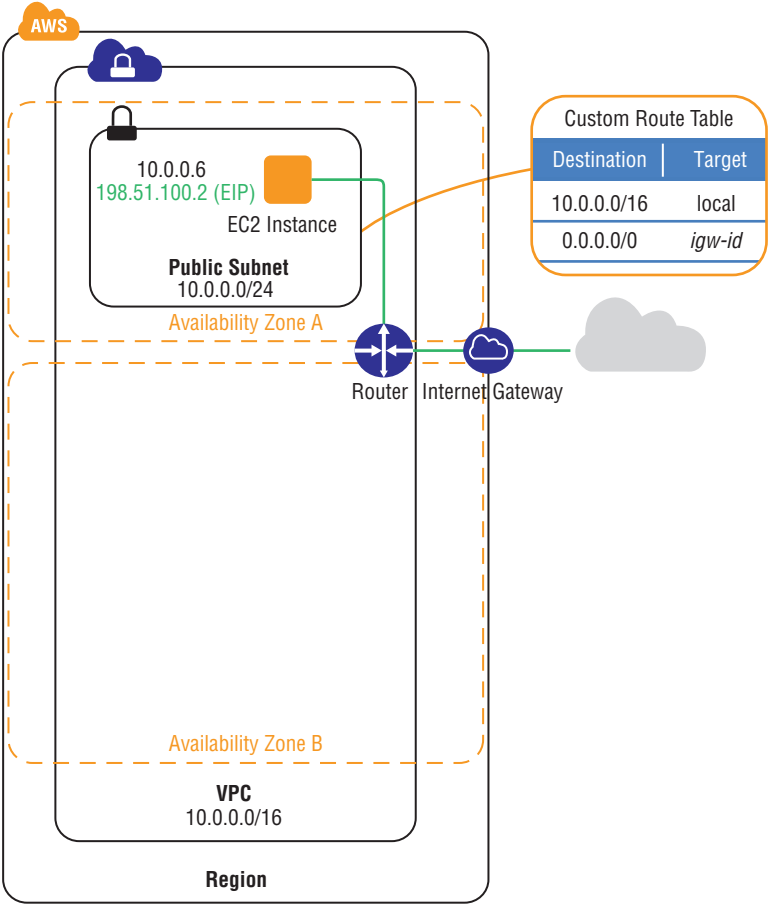 AWS
Custom Route Table
Destination Target
10.0.0.0/16 local
0.0.0.0/0 igw-id
10.0.0.6
198.51.100.2 (EIP)
EC2 Instance
Public Subnet
10.0.0.0/24
Availability Zone A
Router
Internet Gateway
Availability Zone B
VPC
10.0.0.0/16
Region